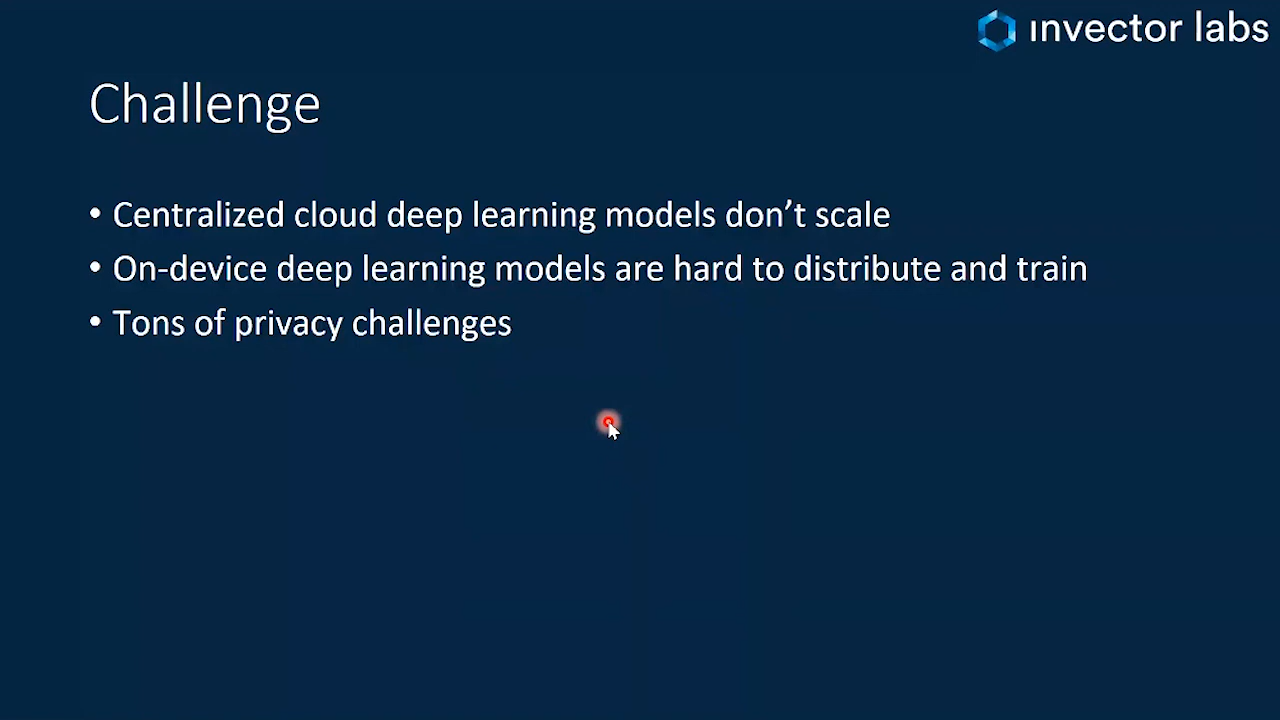 invector labs
Challenge
• Centralized cloud deep learning models don’t scale
• On-device deep learning models are hard to distribute and train
• Tons of privacy challenges